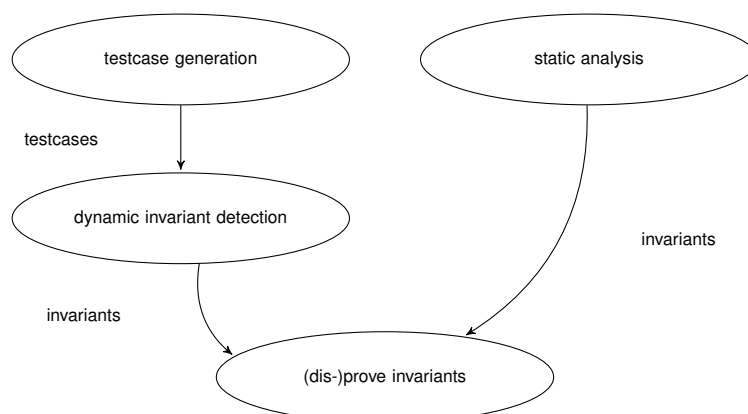 testcase generation
static analysis
testcases
dynamic invariant detection
invariants
invariants
(dis-)prove invariants